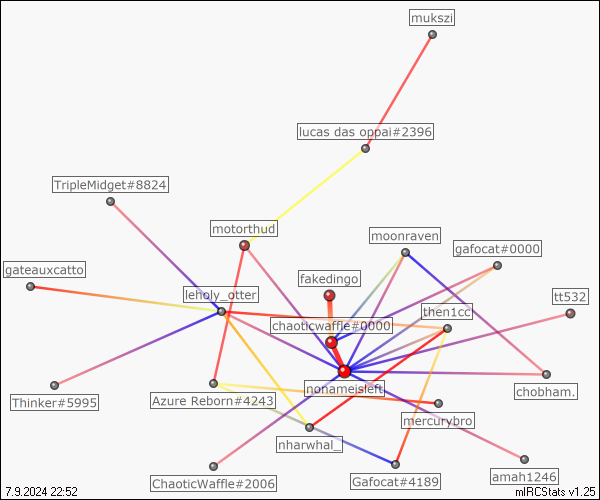 mukszi
lucas das oppai#2396
TripleMidget#8824
motorthud
moonraven
gafocat#0000
gateauxcatto
fakedingo
leholy_otter
tt532
then1cc
chaoticwaffle#0000
nonameisleft
chobham.
Thinker#5995
Azure Reborn#4243
mercurybro
nharwhal_
amah1246
ChaoticWaffle#2006
Gafocat#4189
7.9.2024 22:52
mIRCStats v1.25